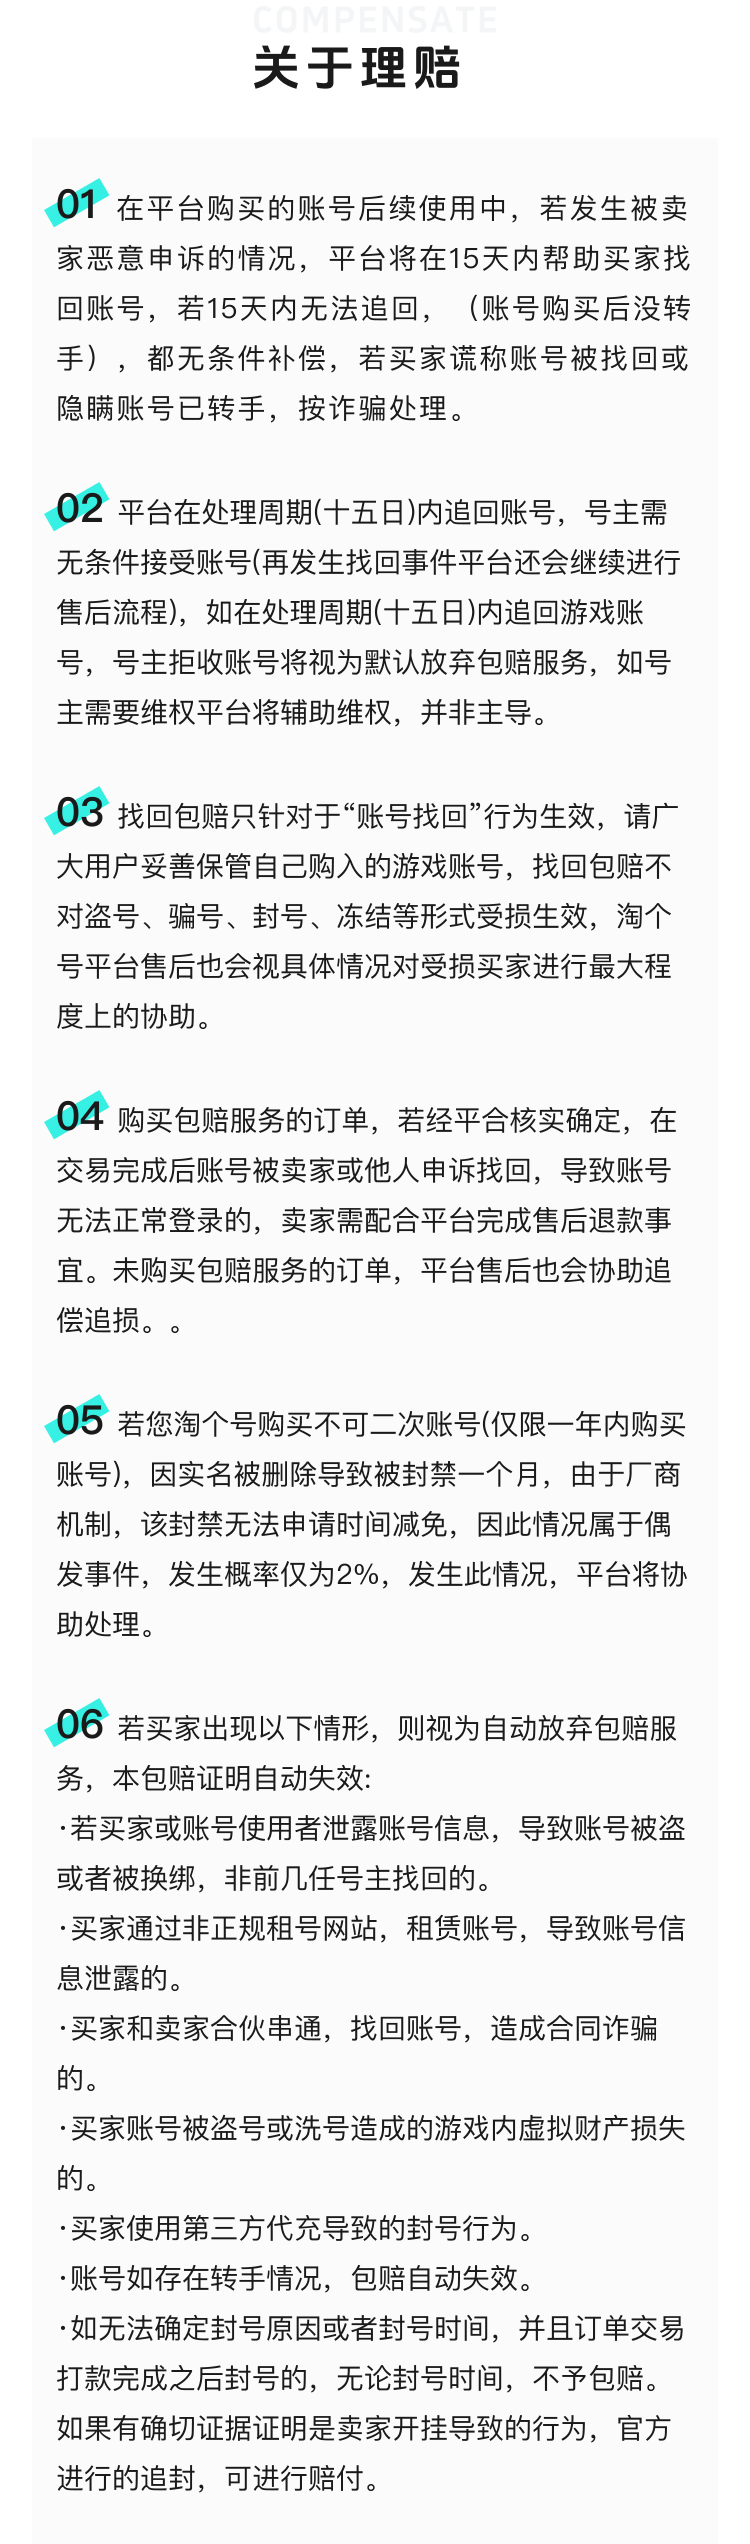 COMPENSATE
关于理赔
01 在平台购买的账号后续使用中，若发生被卖
家恶意申诉的情况，平台将在15天内帮助买家找
回账号，若15天内无法追回，（账号购买后没转
手），都无条件补偿，若买家谎称账号被找回或
隐瞒账号已转手，按诈骗处理。
02 平台在处理周期(十五日)内追回账号，号主需
无条件接受账号(再发生找回事件平台还会继续进行
售后流程)，如在处理周期(十五日)内追回游戏账
号，号主拒收账号将视为默认放弃包赔服务，如号
主需要维权平台将辅助维权，并非主导。
03 找回包赔只针对于“账号找回”行为生效，请广
大用户妥善保管自己购入的游戏账号，找回包赔不
对盗号、骗号、封号、冻结等形式受损生效，淘个
号平台售后也会视具体情况对受损买家进行最大程
度上的协助。
04 购买包赔服务的订单，若经平合核实确定，在
交易完成后账号被卖家或他人申诉找回，导致账号
无法正常登录的，卖家需配合平台完成售后退款事
宜。未购买包赔服务的订单，平台售后也会协助追
偿追损。。
05 若您淘个号购买不可二次账号(仅限一年内购买
账号)，因实名被删除导致被封禁一个月，由于厂商
机制，该封禁无法申请时间减免，因此情况属于偶
发事件，发生概率仅为2%，发生此情况，平台将协
助处理。
06 若买家出现以下情形，则视为自动放弃包赔服
务，本包赔证明自动失效:
·若买家或账号使用者泄露账号信息，导致账号被盗
或者被换绑，非前几任号主找回的。
·买家通过非正规租号网站，租赁账号，导致账号信
息泄露的。
·买家和卖家合伙串通，找回账号，造成合同诈骗
的。
·买家账号被盗号或洗号造成的游戏内虚拟财产损失
的。
·买家使用第三方代充导致的封号行为。
·账号如存在转手情况，包赔自动失效。
·如无法确定封号原因或者封号时间，并且订单交易
打款完成之后封号的，无论封号时间，不予包赔。
如果有确切证据证明是卖家开挂导致的行为，官方
进行的追封，可进行赔付。